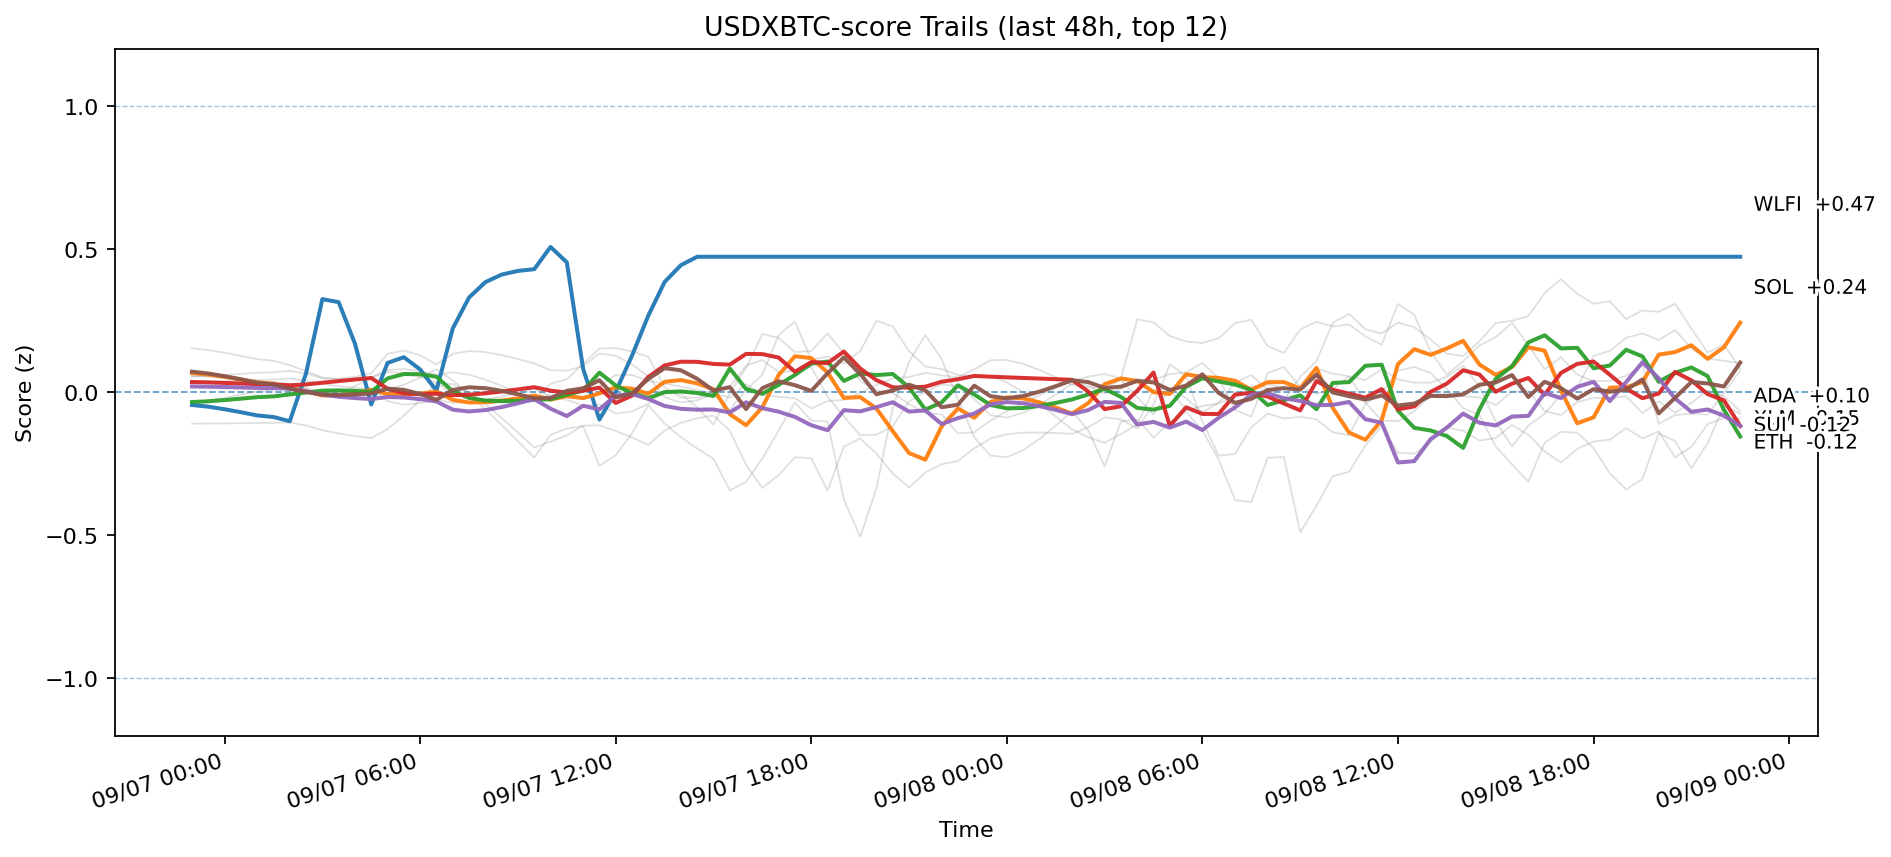 USDXBTC-score Trails (last 48h, top 12)
Score (z)
1.0
0.5
0.0
−0.5
−1.0
WLFI +0.47
SOL +0.24
ADA +0.10
XLM -0.15
SUI -0.12
ETH -0.12
09/07 00:00
09/07 06:00
09/07 12:00
09/07 18:00
09/08 00:00
09/08 06:00
09/08 12:00
09/08 18:00
09/09 00:00
Time